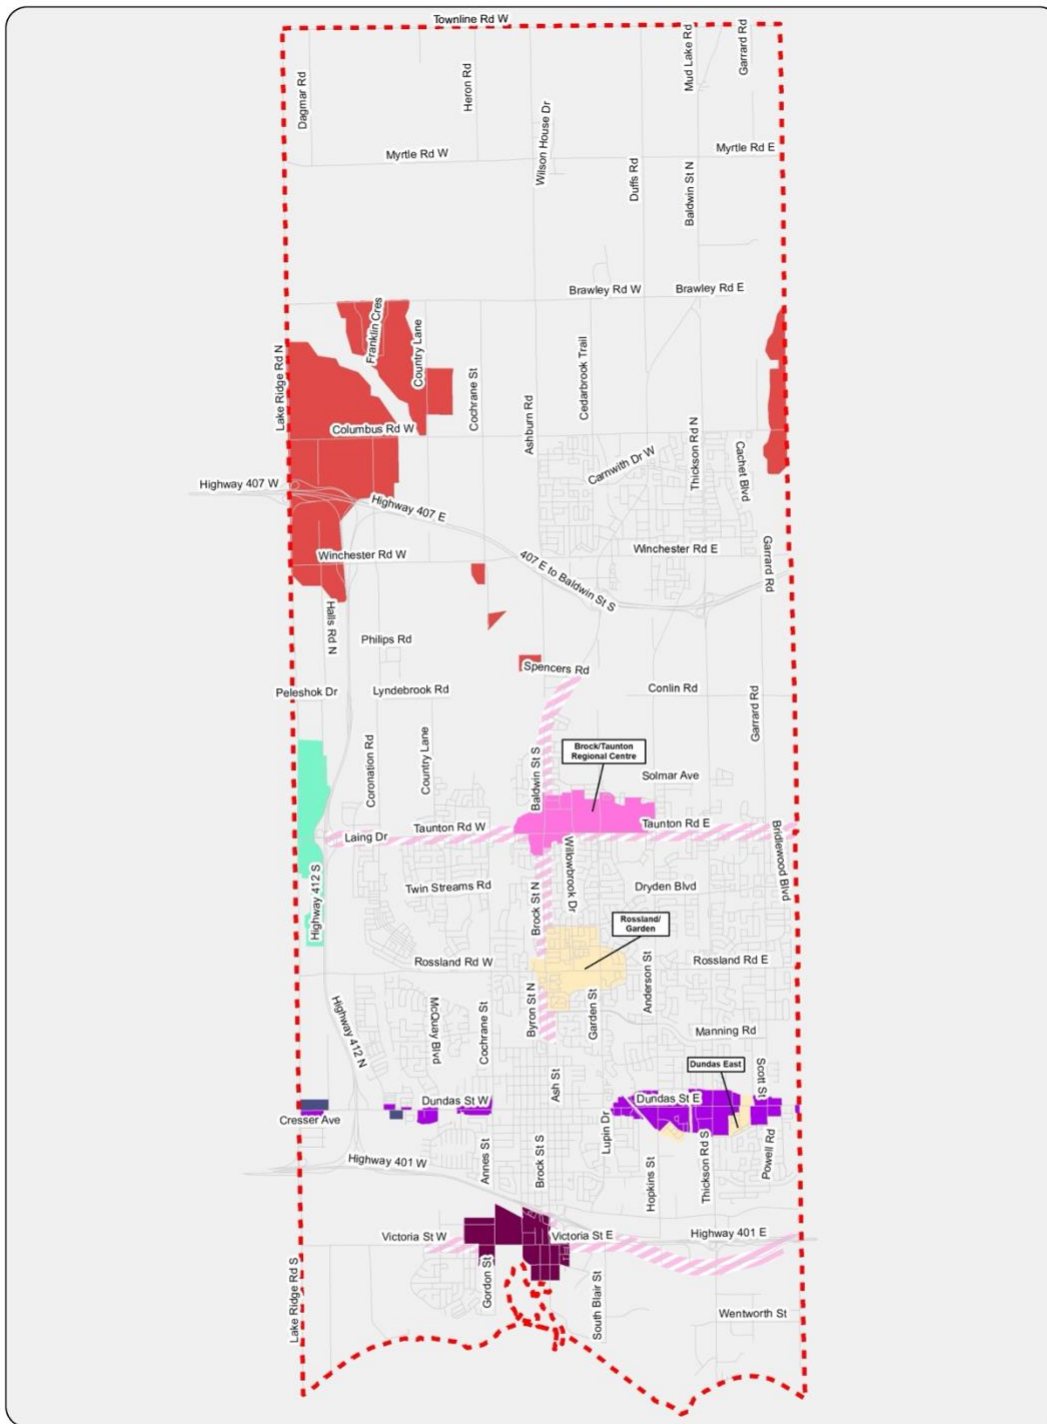 Townline Rd W
Dagmar Rd
Heron Rd
Wilson House Dr
Mud Lake Rd
Garrard Rd
Myrtle Rd W
Myrtle Rd E
Duffs Rd
Baldwin St N
Brawley Rd W
Brawley Rd E
Lake Ridge Rd N
Franklin Cres
Country Lane
Cochrane St
Ashburn Rd
Cedarbrook Trail
Columbus Rd W
Carnwith Dr W
Thickson Rd N
Cachet Blvd
Highway 407 W
Highway 407 E
Winchester Rd W
407 E to Baldwin St S
Winchester Rd E
Garrard Rd
Halls Rd N
Philips Rd
Spencers Rd
Peleshok Dr
Lyndebrook Rd
Conlin Rd
Garrard Rd
Coronation Rd
Country Lane
Baldwin St S
Brock/Taunton
Regional Centre
Solmar Ave
Laing Dr
Taunton Rd W
Taunton Rd E
Bridlewood Blvd
Highway 412 S
Twin Streams Rd
Brock St N
Willowbrook Dr
Dryden Blvd
Rossland/
Garden
Rossland Rd W
Rossland Rd E
Anderson St
Highway 412 N
McQuay Blvd
Cochrane St
Byron St N
Garden St
Manning Rd
Dundas East
Scott St
Ash St
Dundas St W
Dundas St E
Cresser Ave
Lupin Dr
Highway 401 W
Annes St
Brock St S
Hopkins St
Thickson Rd S
Powell Rd
Victoria St W
Victoria St E
Highway 401 E
Lake Ridge Rd S
Gordon St
South Blair St
Wentworth St